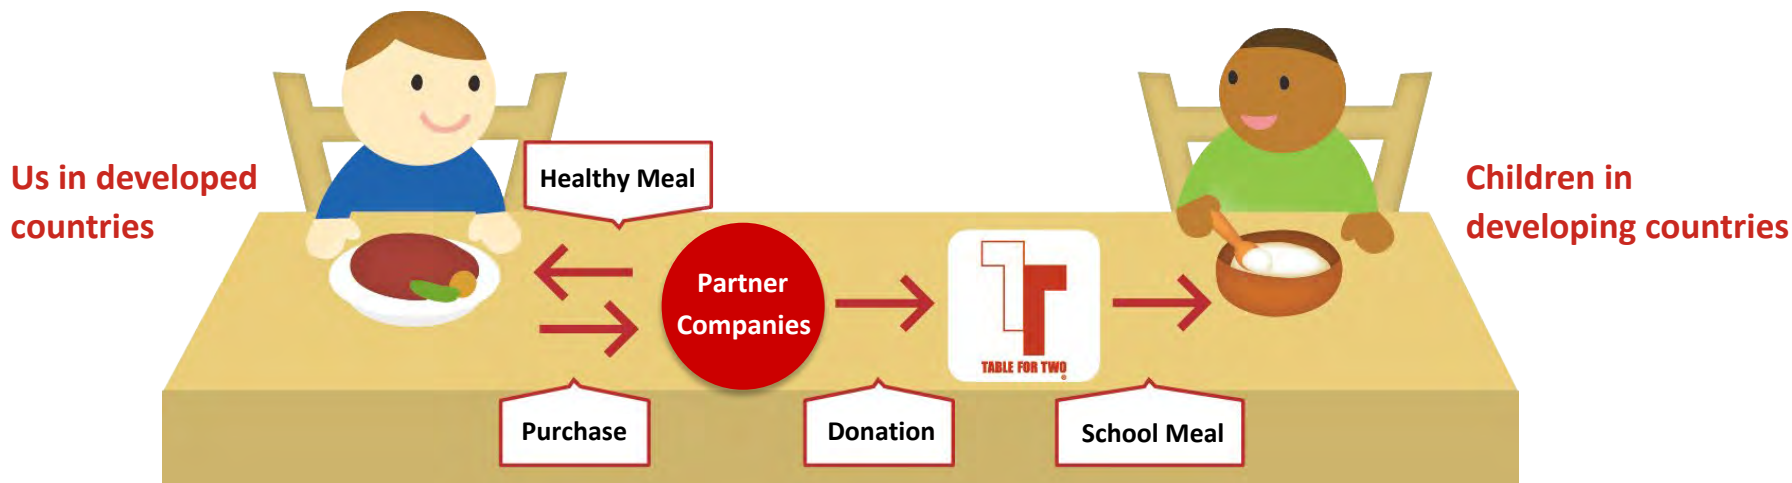 Us in developed
countries
Healthy Meal
Partner
Companies
Purchase
Donation
TABLE FOR TWO
School Meal
Children in
developing countries